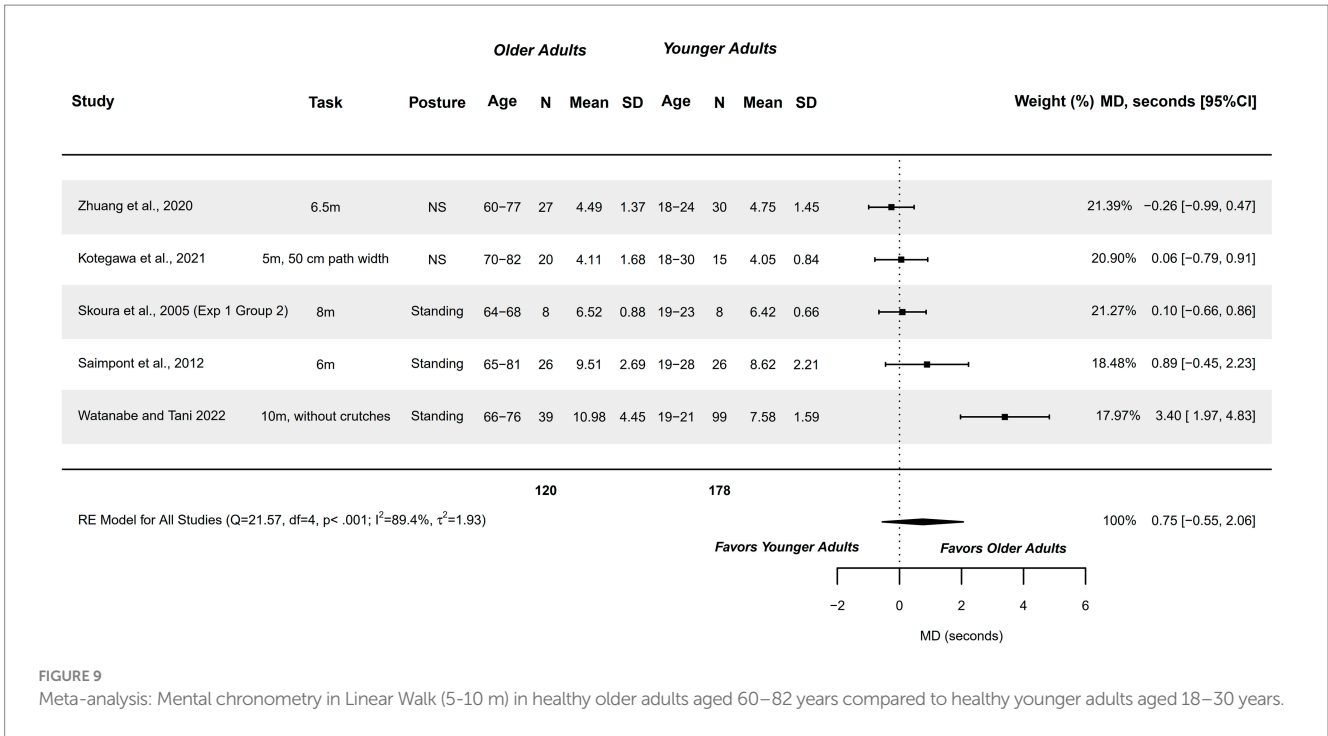 Older Adults Younger Adults
Study Task Posture Age N Mean SD Age N Mean SD Weight (%) MD, seconds [95%CI]
Zhuang et al., 2020 6.5m NS 60−77 27 4.49 1.37 18−24 30 4.75 1.45 21.39% −0.26 [−0.99, 0.47]
Kotegawa et al., 2021 5m, 50 cm path width NS 70−82 20 4.11 1.68 18−30 15 4.05 0.84 20.90% 0.06 [−0.79, 0.91]
Skoura et al., 2005 (Exp 1 Group 2) 8m Standing 64−68 8 6.52 0.88 19−23 8 6.42 0.66 21.27% 0.10 [−0.66, 0.86]
Saimpont et al., 2012 6m Standing 65−81 26 9.51 2.69 19−28 26 8.62 2.21 18.48% 0.89 [−0.45, 2.23]
Watanabe and Tani 2022 10m, without crutches Standing 66−76 39 10.98 4.45 19−21 99 7.58 1.59 17.97% 3.40 [ 1.97, 4.83]
120 178
RE Model for All Studies (Q=21.57, df=4, p< .001; I²=89.4%, τ²=1.93) 100% 0.75 [−0.55, 2.06]
Favors Younger Adults Favors Older Adults
−2 0 2 4 6
MD (seconds)
FIGURE 9
Meta-analysis: Mental chronometry in Linear Walk (5-10 m) in healthy older adults aged 60–82 years compared to healthy younger adults aged 18–30 years.